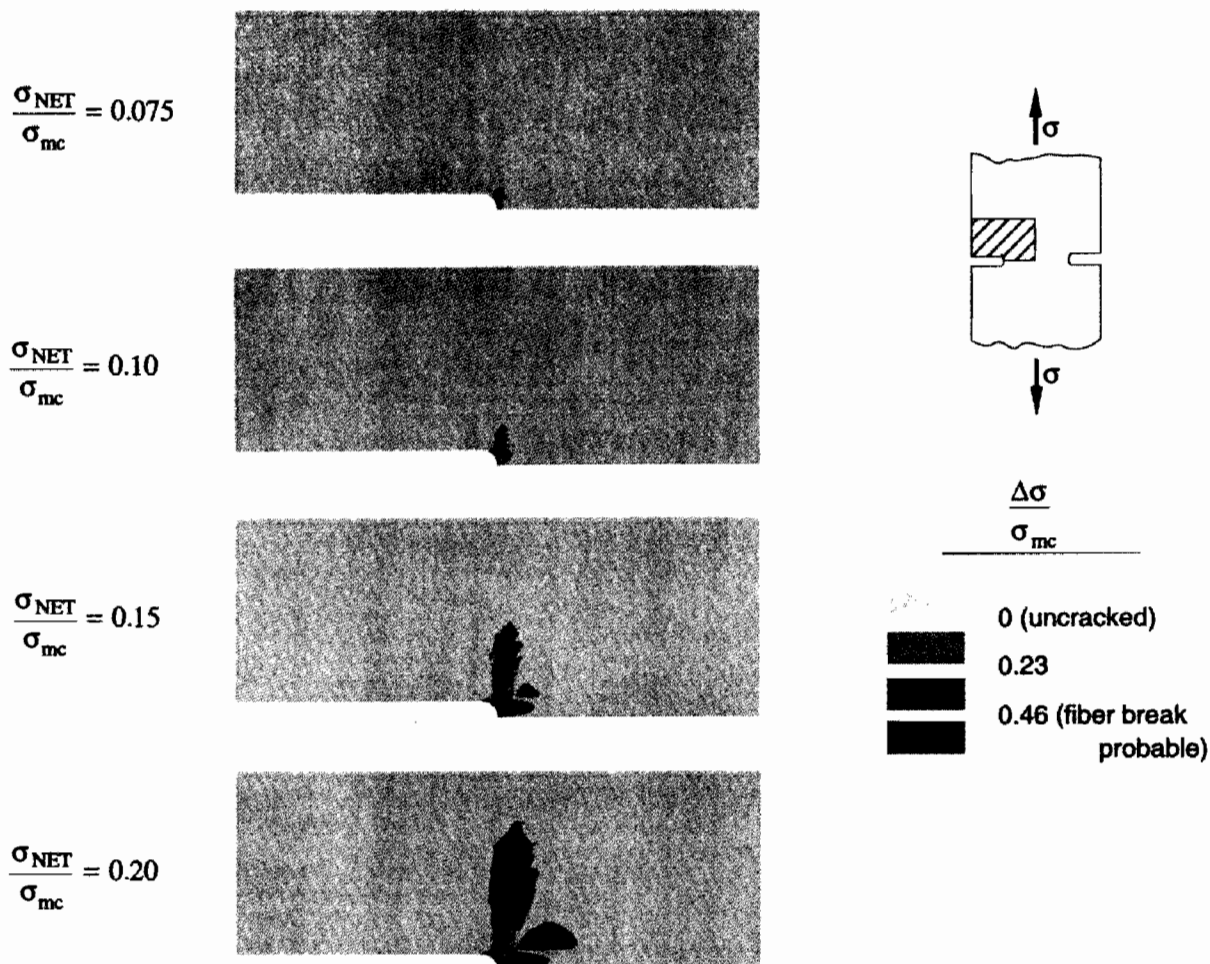 σNET
σmc = 0.075
σNET
σmc = 0.10
σNET
σmc = 0.15
σNET
σmc = 0.20
σ
σ
Δσ
σmc
0 (uncracked)
0.23
0.46 (fiber break
probable)